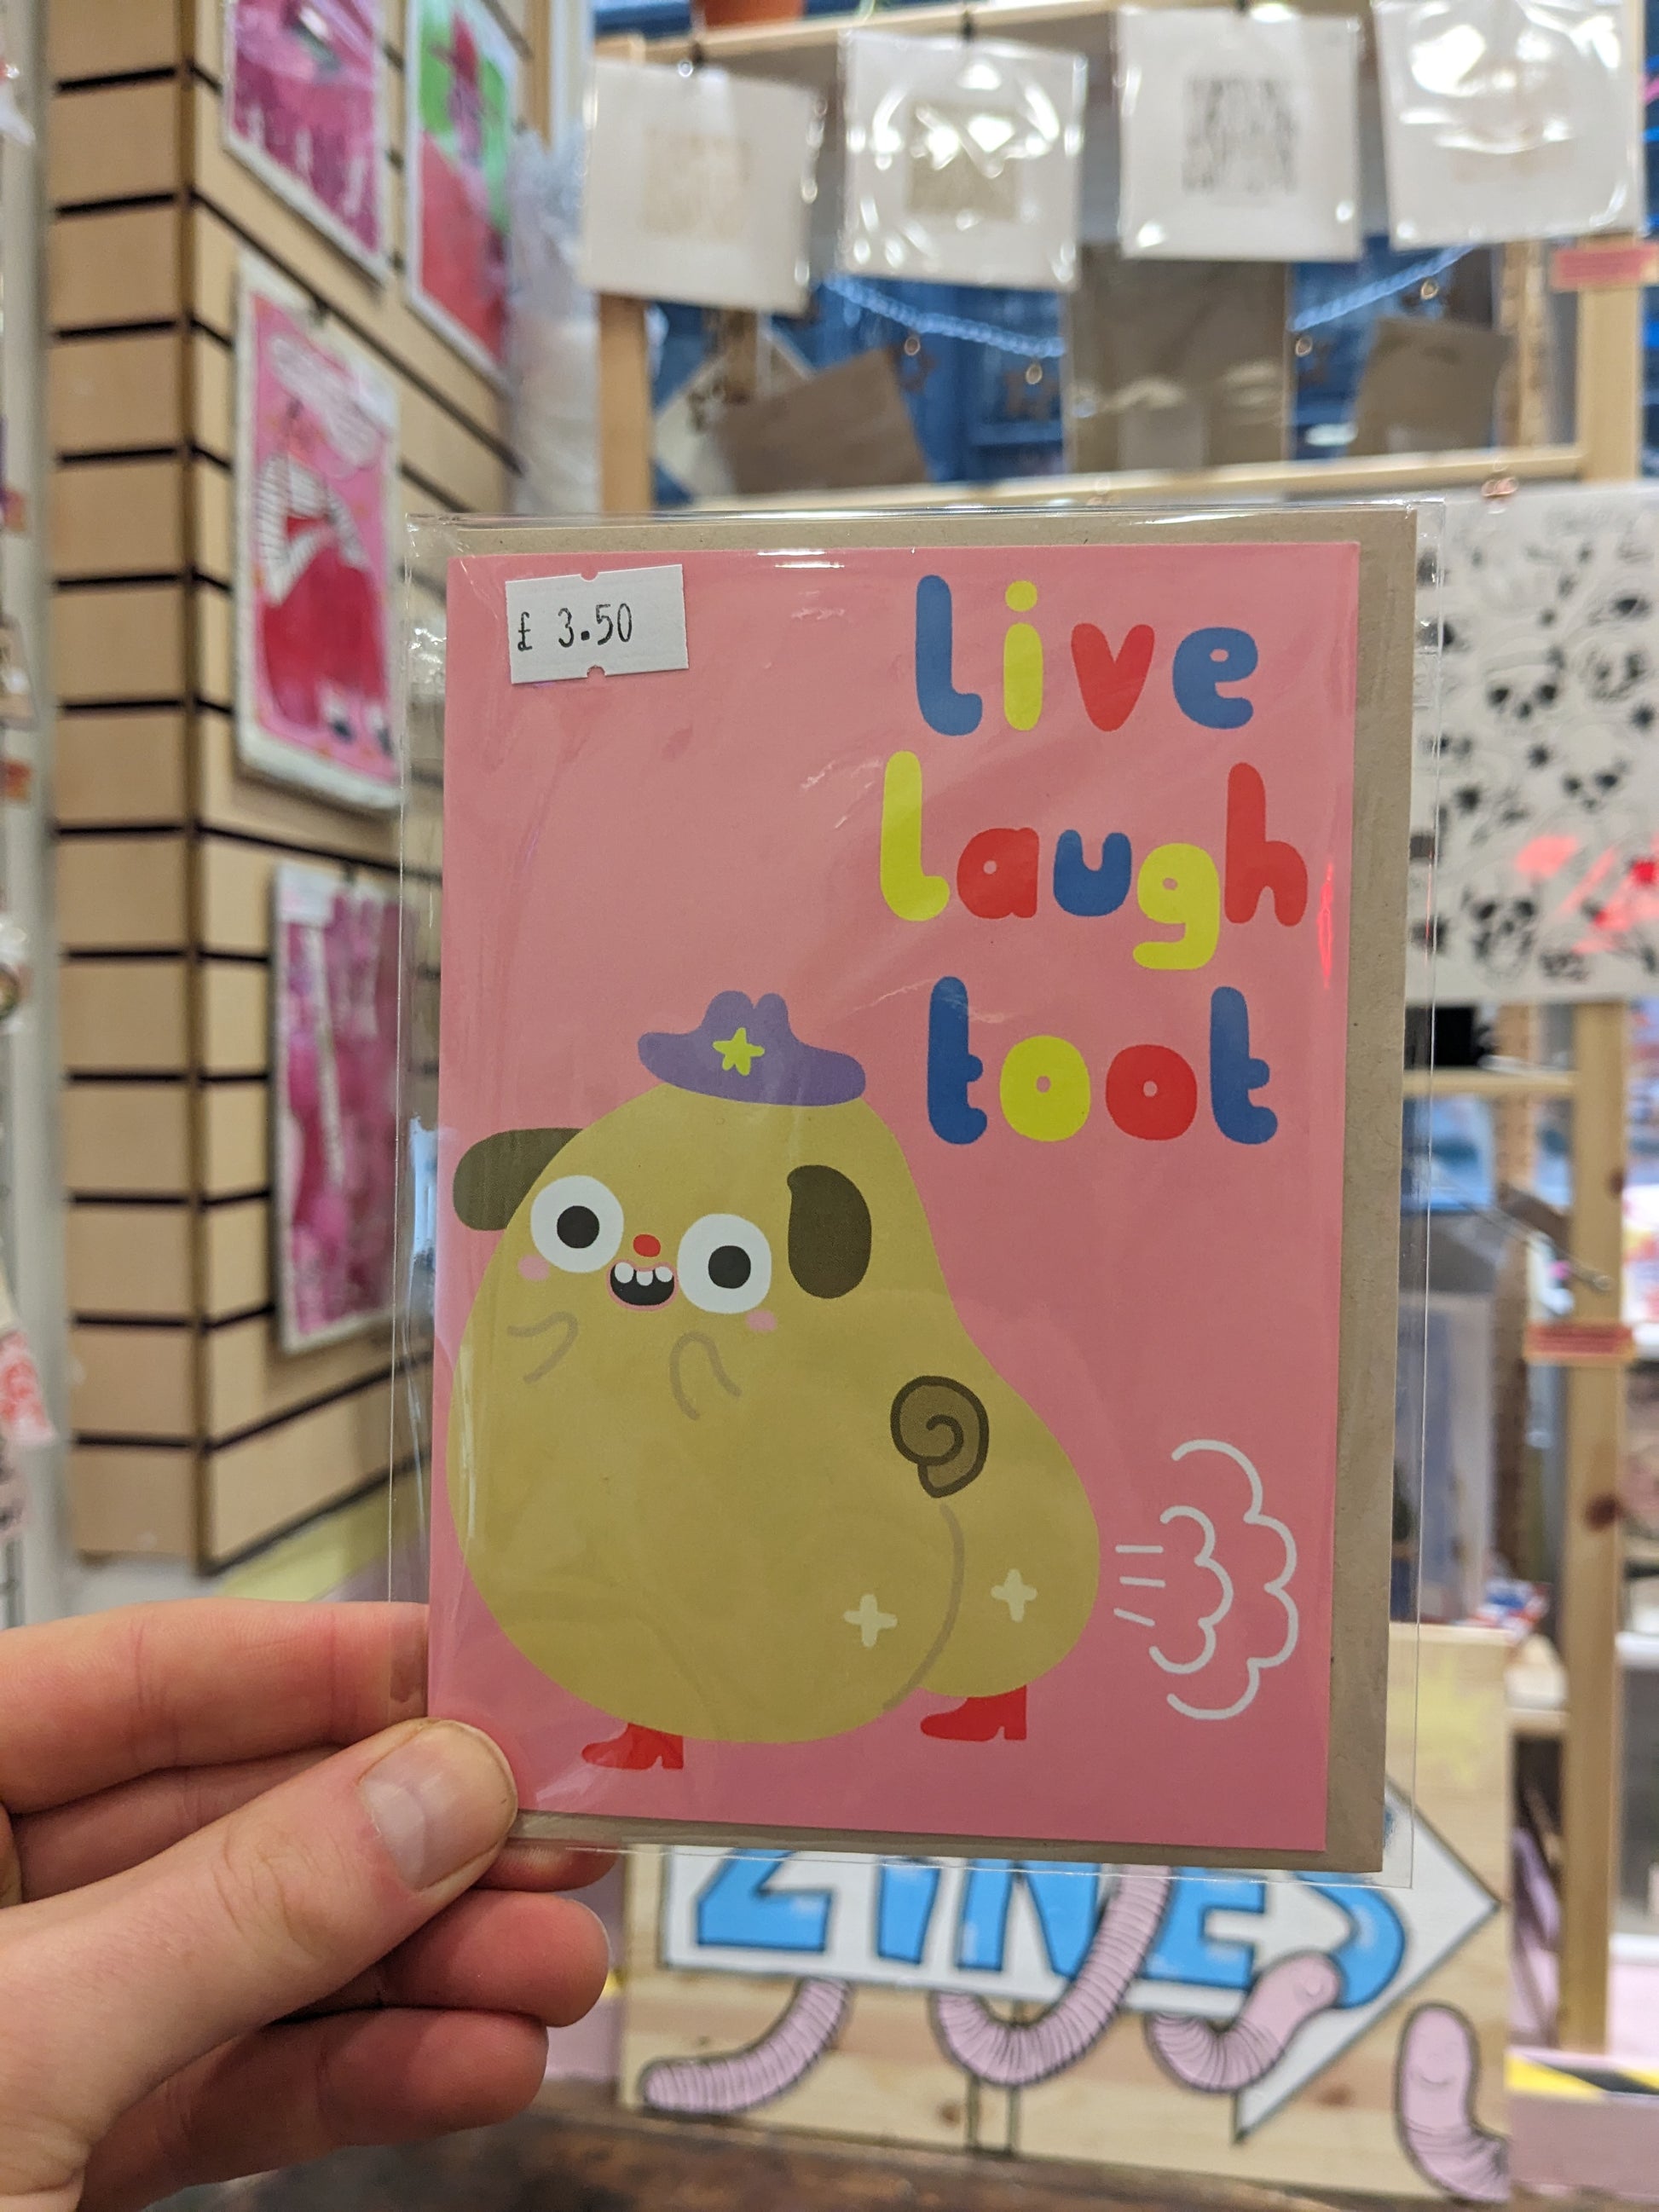 £ 3.50
live
laugh
toot
ZINES